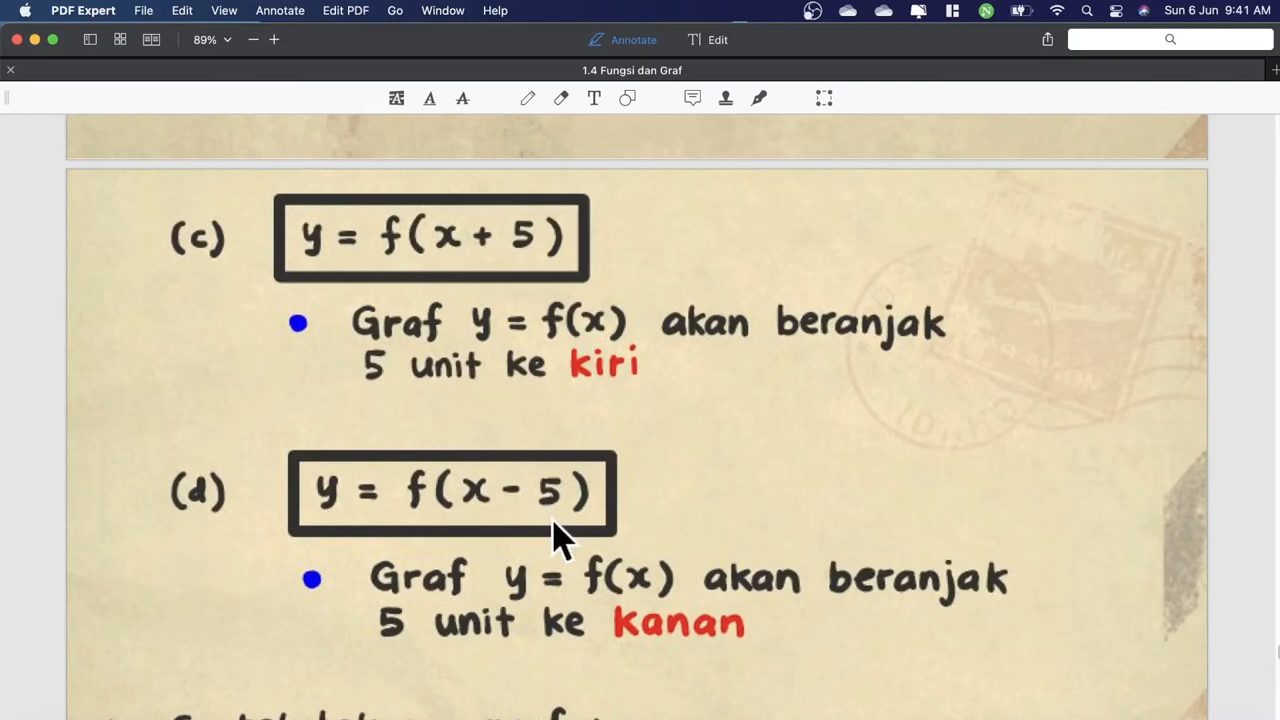 PDF Expert File Edit View Annotate Edit PDF Go Window Help Sun 6 Jun 9:41 AM
89% Annotate T Edit
1.4 Fungsi dan Graf
(c) y = f(x + 5)
Graf y = f(x) akan beranjak
5 unit ke kiri
(d) y = f(x - 5)
Graf y = f(x) akan beranjak
5 unit ke kanan